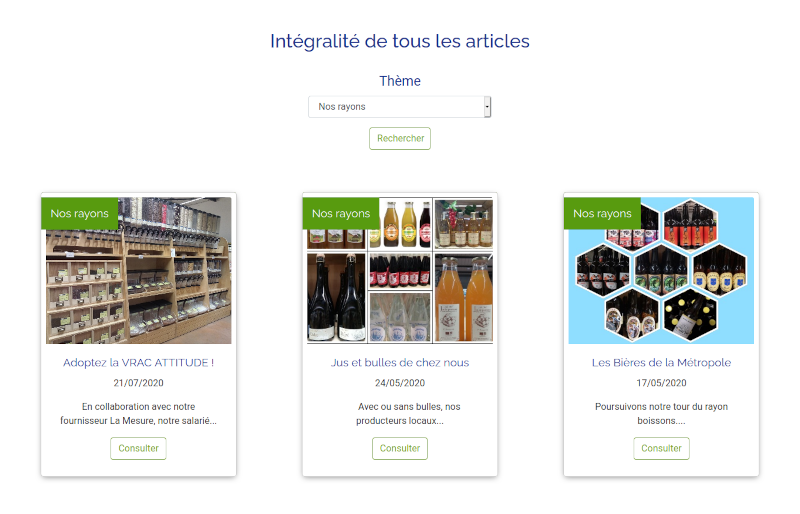 Intégralité de tous les articles
Thème
Nos rayons
Rechercher
Nos rayons
Adoptez la VRAC ATTITUDE !
21/07/2020
En collaboration avec notre
fournisseur La Mesure, notre salarié...
Consulter
Nos rayons
Jus et bulles de chez nous
24/05/2020
Avec ou sans bulles, nos
producteurs locaux...
Consulter
Nos rayons
Les Bières de la Métropole
17/05/2020
Poursuivons notre tour du rayon
boissons....
Consulter